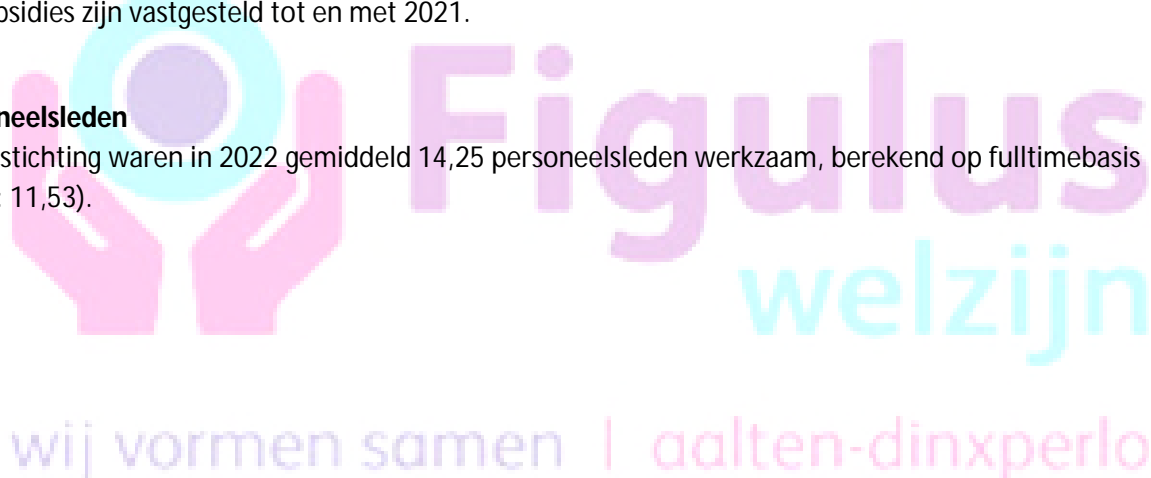 bsidies zijn vastgesteld tot en met 2021.
neelsleden
stichting waren in 2022 gemiddeld 14,25 personeelsleden werkzaam, berekend op fulltimebasis
: 11,53).
Figulus
welzijn
wij vormen samen | aalten-dinxperlo